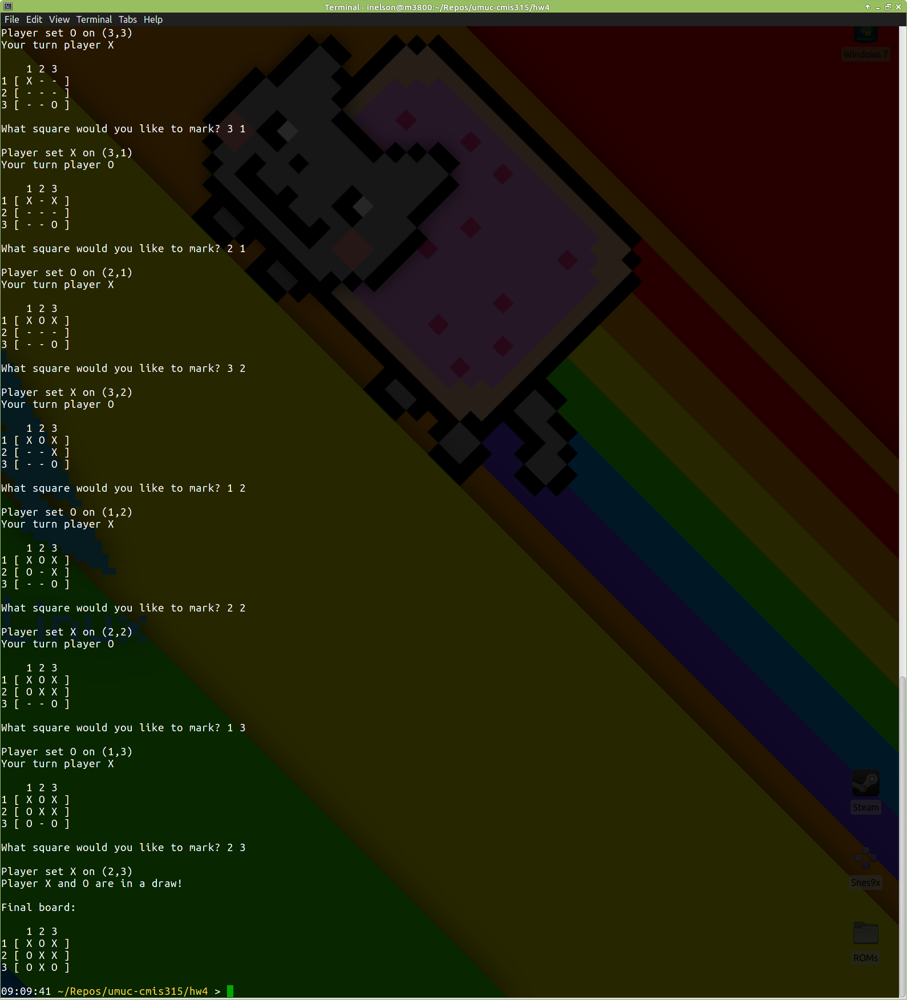 Terminal - inelson@m3800:~/Repos/umuc-cmis315/hw4
File Edit View Terminal Tabs Help
Player set O on (3,3)
Your turn player X
1 2 3
1 [ X - - ]
2 [ - - - ]
3 [ - - O ]
What square would you like to mark? 3 1
Player set X on (3,1)
Your turn player O
1 2 3
1 [ X - X ]
2 [ - - - ]
3 [ - - O ]
What square would you like to mark? 2 1
Player set O on (2,1)
Your turn player X
1 2 3
1 [ X O X ]
2 [ - - - ]
3 [ - - O ]
What square would you like to mark? 3 2
Player set X on (3,2)
Your turn player O
1 2 3
1 [ X O X ]
2 [ - - X ]
3 [ - - O ]
What square would you like to mark? 1 2
Player set O on (1,2)
Your turn player X
1 2 3
1 [ X O X ]
2 [ O - X ]
3 [ - - O ]
What square would you like to mark? 2 2
Player set X on (2,2)
Your turn player O
1 2 3
1 [ X O X ]
2 [ O X X ]
3 [ - - O ]
What square would you like to mark? 1 3
Player set O on (1,3)
Your turn player X
1 2 3
1 [ X O X ]
2 [ O X X ]
3 [ O - O ]
What square would you like to mark? 2 3
Player set X on (2,3)
Player X and O are in a draw!
Final board:
1 2 3
1 [ X O X ]
2 [ O X X ]
3 [ O X O ]
09:09:41 ~/Repos/umuc-cmis315/hw4 >
Windows 7
Linux
Steam
Snes9x
ROMs